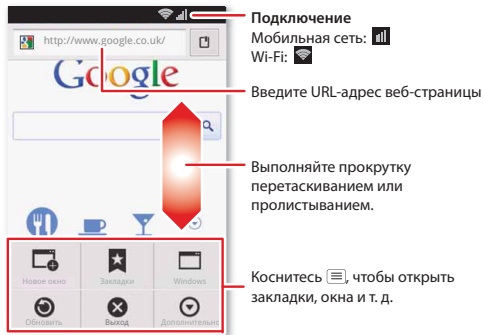 Подключение
Мобильная сеть:
Wi-Fi:
http://www.google.co.uk/
Google
Введите URL-адрес веб-страницы
Выполняйте прокрутку
перетаскиванием или
пролистыванием.
Новое окно
Закладки
Windows
Обновить
Выход
Дополнительно
Коснитесь , чтобы открыть
закладки, окна и т. д.